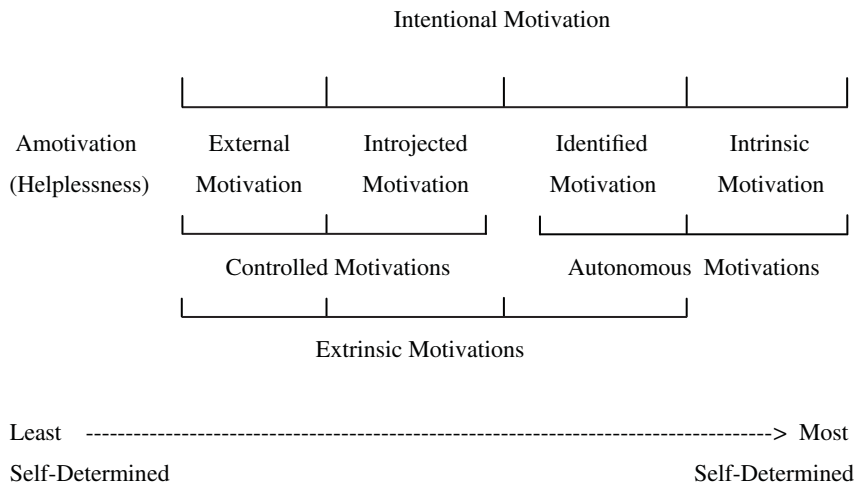 Intentional Motivation
Amotivation External Introjected Identified Intrinsic
(Helplessness) Motivation Motivation Motivation Motivation
Controlled Motivations Autonomous Motivations
Extrinsic Motivations
Least ------------------------------------------------------------------------------------> Most
Self-Determined Self-Determined